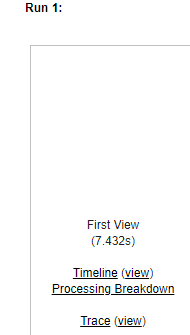 Run 1:
First View
(7.432s)
Timeline (view)
Processing Breakdown
Trace (view)